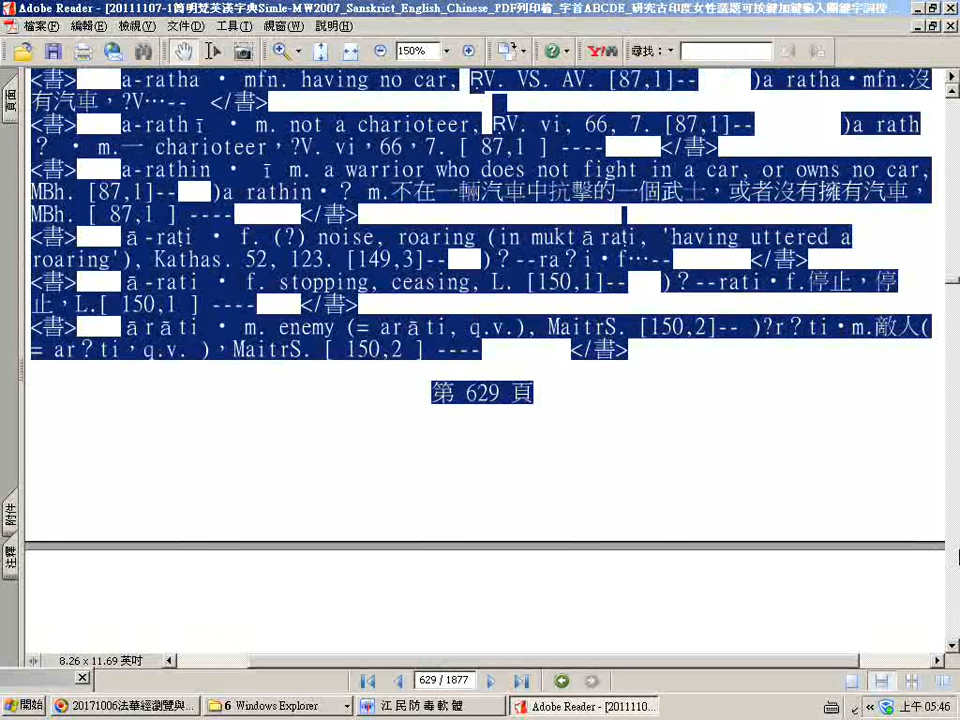 Adobe Reader - [20111107-1簡明梵英漢字典Simle-MW2007_Sanskrict_English_Chinese_PDF列印檔_字首ABCDE_研究古印度女性議題可按鍵加鍵輸入關鍵字詞搜...
檔案(F) 編輯(E) 檢視(V) 文件(D) 工具(T) 視窗(W) 說明(H)
150% 尋找：
頁面
<書> a-ratha ‧ mfn. having no car, ṚV. VS. AV. [87,1]-- )a ratha‧mfn.沒
有汽車，?V…-- </書>
<書> a-rathī ‧ m. not a charioteer, ṚV. vi, 66, 7. [87,1]-- )a rath
? ‧ m.一 charioteer，?V. vi，66，7. [ 87,1 ] ---- </書>
<書> a-rathin ‧ ī m. a warrior who does not fight in a car, or owns no car,
MBh. [87,1]-- )a rathin‧? m.不在一輛汽車中抗擊的一個武士，或者沒有擁有汽車，
MBh. [ 87,1 ] ---- </書>
<書> ā-raṭi ‧ f. (?) noise, roaring (in muktāraṭi, 'having uttered a
roaring'), Kathas. 52, 123. [149,3]-- )？--ra?i‧f…-- </書>
<書> ā-rati ‧ f. stopping, ceasing, L. [150,1]-- )？--rati‧f.停止，停
止，L.[ 150,1 ] ---- </書>
<書> ārāti ‧ m. enemy (= arāti, q.v.), MaitrS. [150,2]-- )?r？ti‧m.敵人(
= ar？ti，q.v. )，MaitrS. [ 150,2 ] ---- </書>
第 629 頁
附件
注釋
8.26 x 11.69 英吋
629 / 1877
開始 20171006法華經瀏覽與... 6 Windows Explorer 江民防毒軟體 Adobe Reader - [2011110... 上午 05:46